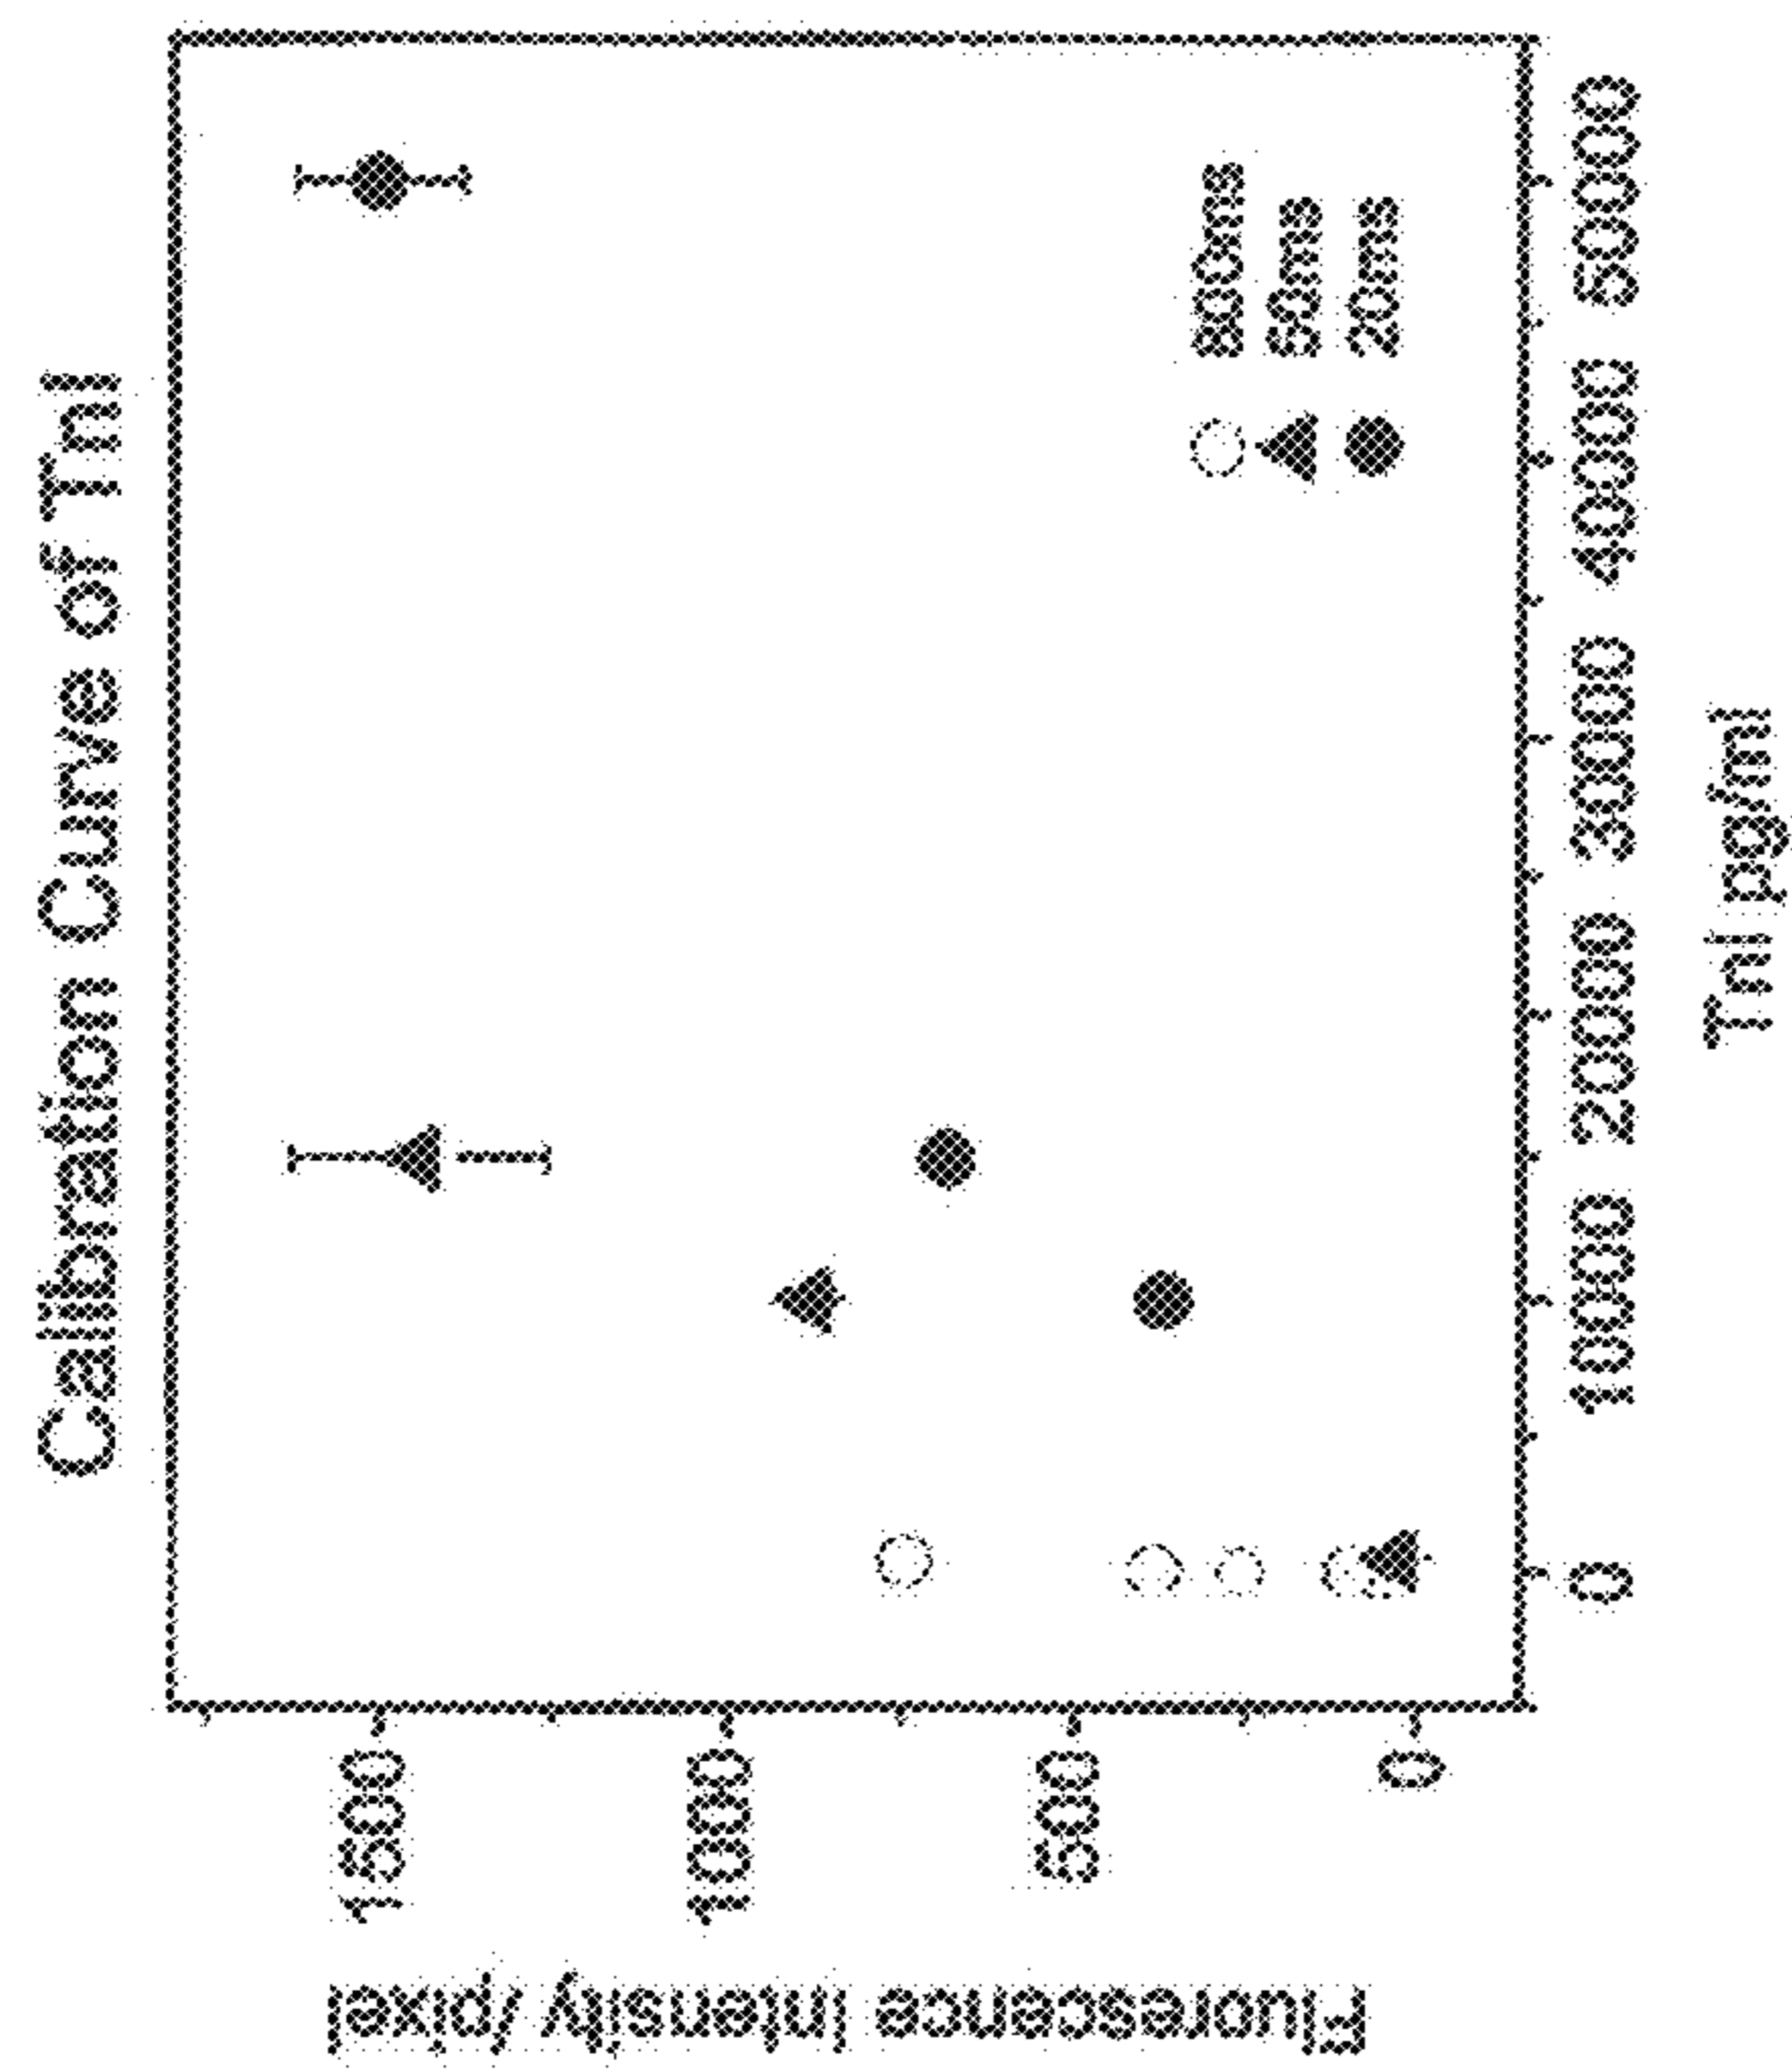 Calibration Curve of TnI
Fluorescence Intensity /pixel
1500
1000
500
0
800ms
50ms
20ms
0 10000 20000 30000 40000 50000
TnI pg/ml